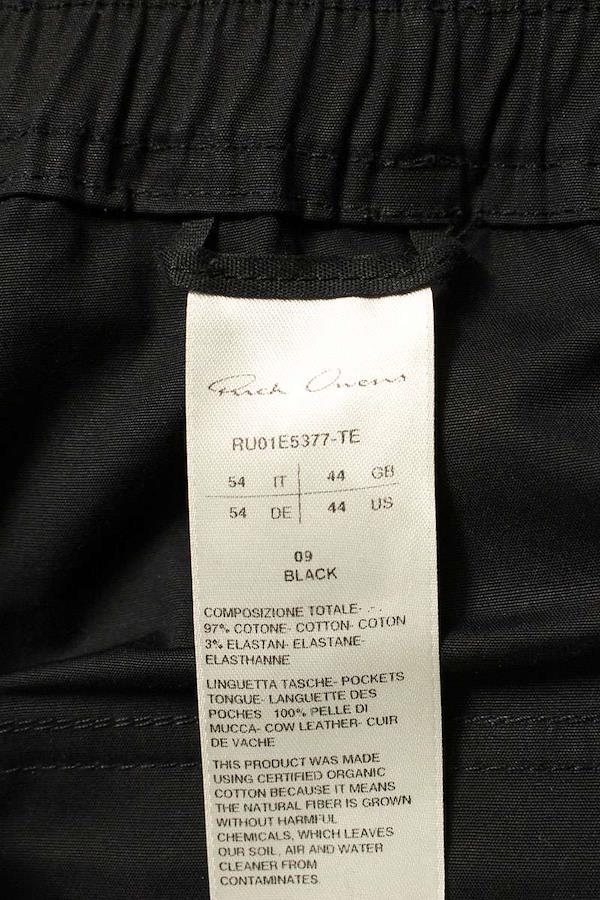 Rick Owens
RU01E5377-TE
54 IT 44 GB
54 DE 44 US
09
BLACK
COMPOSIZIONE TOTALE- . - .
97% COTONE- COTTON- COTON
3% ELASTAN- ELASTANE-
ELASTHANNE
LINGUETTA TASCHE- POCKETS
TONGUE- LANGUETTE DES
POCHES 100% PELLE DI
MUCCA- COW LEATHER- CUIR
DE VACHE
THIS PRODUCT WAS MADE
USING CERTIFIED ORGANIC
COTTON BECAUSE IT MEANS
THE NATURAL FIBER IS GROWN
WITHOUT HARMFUL
CHEMICALS, WHICH LEAVES
OUR SOIL, AIR AND WATER
CLEANER FROM
CONTAMINATES.